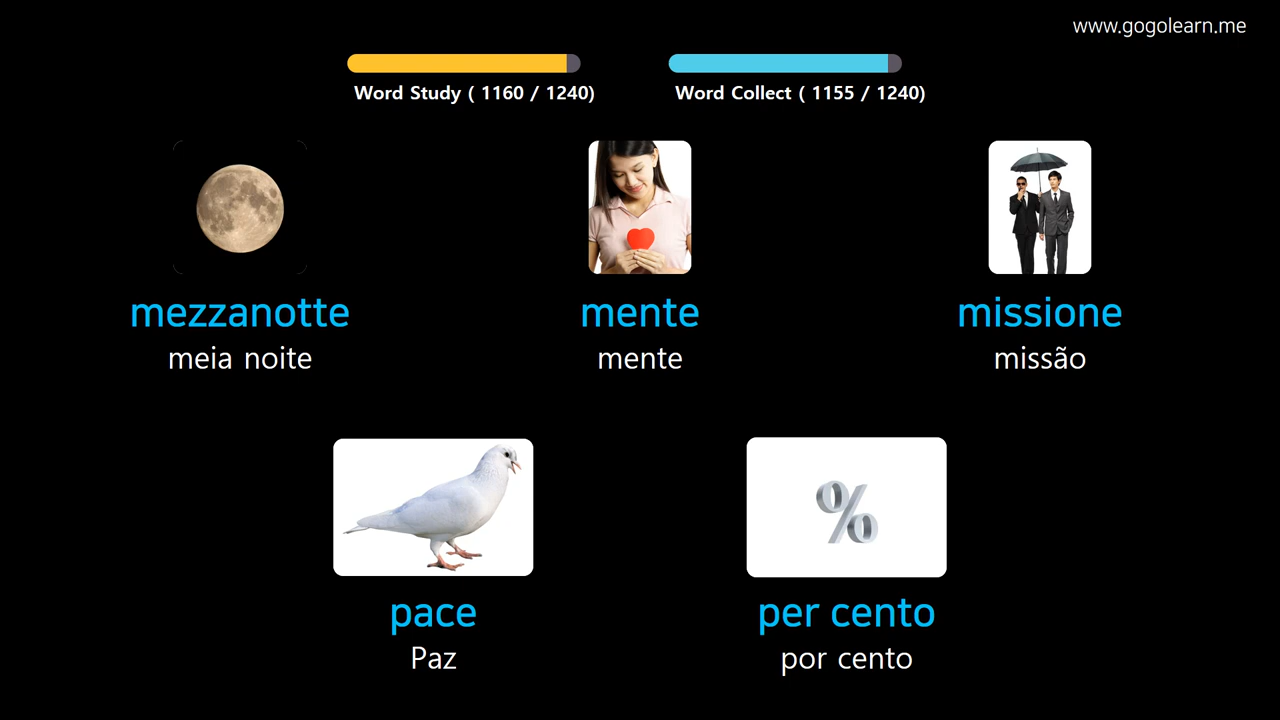 www.gogolearn.me
Word Study ( 1160 / 1240)
Word Collect ( 1155 / 1240)
mezzanotte
meia noite
mente
mente
missione
missão
pace
Paz
%
per cento
por cento